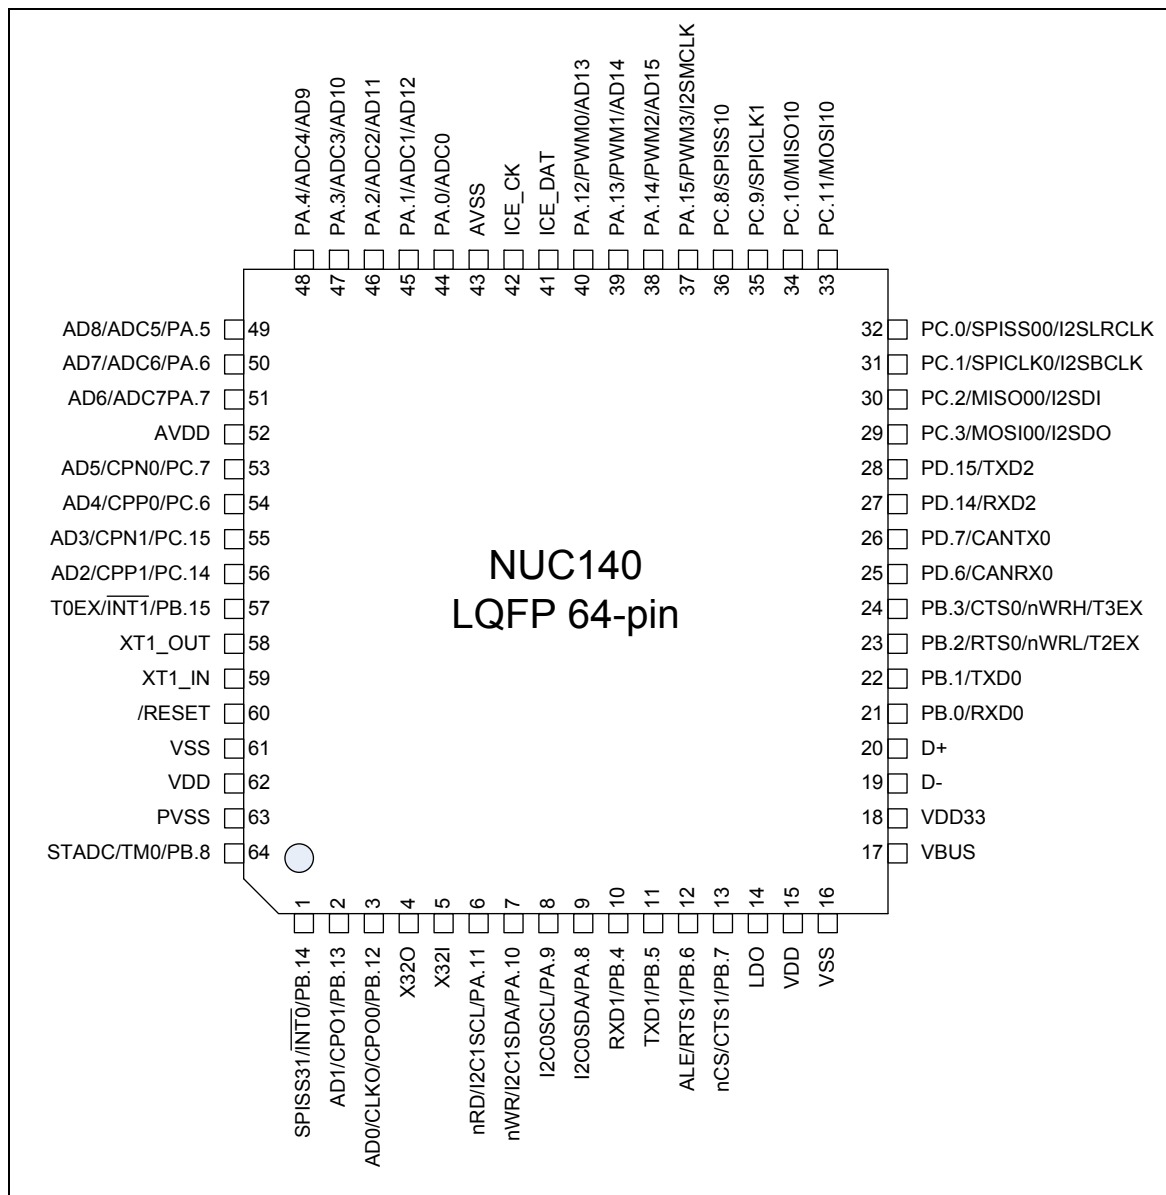 PA.4/ADC4/AD9
PA.3/ADC3/AD10
PA.2/ADC2/AD11
PA.1/ADC1/AD12
PA.0/ADC0
AVSS
ICE_CK
ICE_DAT
PA.12/PWM0/AD13
PA.13/PWM1/AD14
PA.14/PWM2/AD15
PA.15/PWM3/I2SMCLK
PC.8/SPISS10
PC.9/SPICLK1
PC.10/MISO10
PC.11/MOSI10
48
47
46
45
44
43
42
41
40
39
38
37
36
35
34
33
AD8/ADC5/PA.5 49
AD7/ADC6/PA.6 50
AD6/ADC7PA.7 51
AVDD 52
AD5/CPN0/PC.7 53
AD4/CPP0/PC.6 54
AD3/CPN1/PC.15 55
AD2/CPP1/PC.14 56
T0EX/INT1/PB.15 57
XT1_OUT 58
XT1_IN 59
/RESET 60
VSS 61
VDD 62
PVSS 63
STADC/TM0/PB.8 64
NUC140
LQFP 64-pin
32 PC.0/SPISS00/I2SLRCLK
31 PC.1/SPICLK0/I2SBCLK
30 PC.2/MISO00/I2SDI
29 PC.3/MOSI00/I2SDO
28 PD.15/TXD2
27 PD.14/RXD2
26 PD.7/CANTX0
25 PD.6/CANRX0
24 PB.3/CTS0/nWRH/T3EX
23 PB.2/RTS0/nWRL/T2EX
22 PB.1/TXD0
21 PB.0/RXD0
20 D+
19 D-
18 VDD33
17 VBUS
1
2
3
4
5
6
7
8
9
10
11
12
13
14
15
16
SPISS31/INT0/PB.14
AD1/CPO1/PB.13
AD0/CLKO/CPO0/PB.12
X32O
X32I
nRD/I2C1SCL/PA.11
nWR/I2C1SDA/PA.10
I2C0SCL/PA.9
I2C0SDA/PA.8
RXD1/PB.4
TXD1/PB.5
ALE/RTS1/PB.6
nCS/CTS1/PB.7
LDO
VDD
VSS